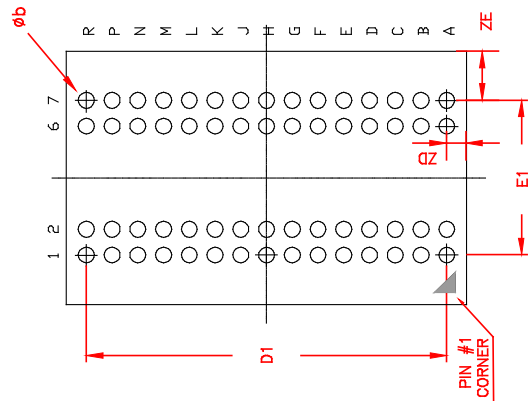 Øb
R P N M L K J H G F E D C B A
ZE
7
6
ZD
E1
2
1
D1
PIN #1
CORNER